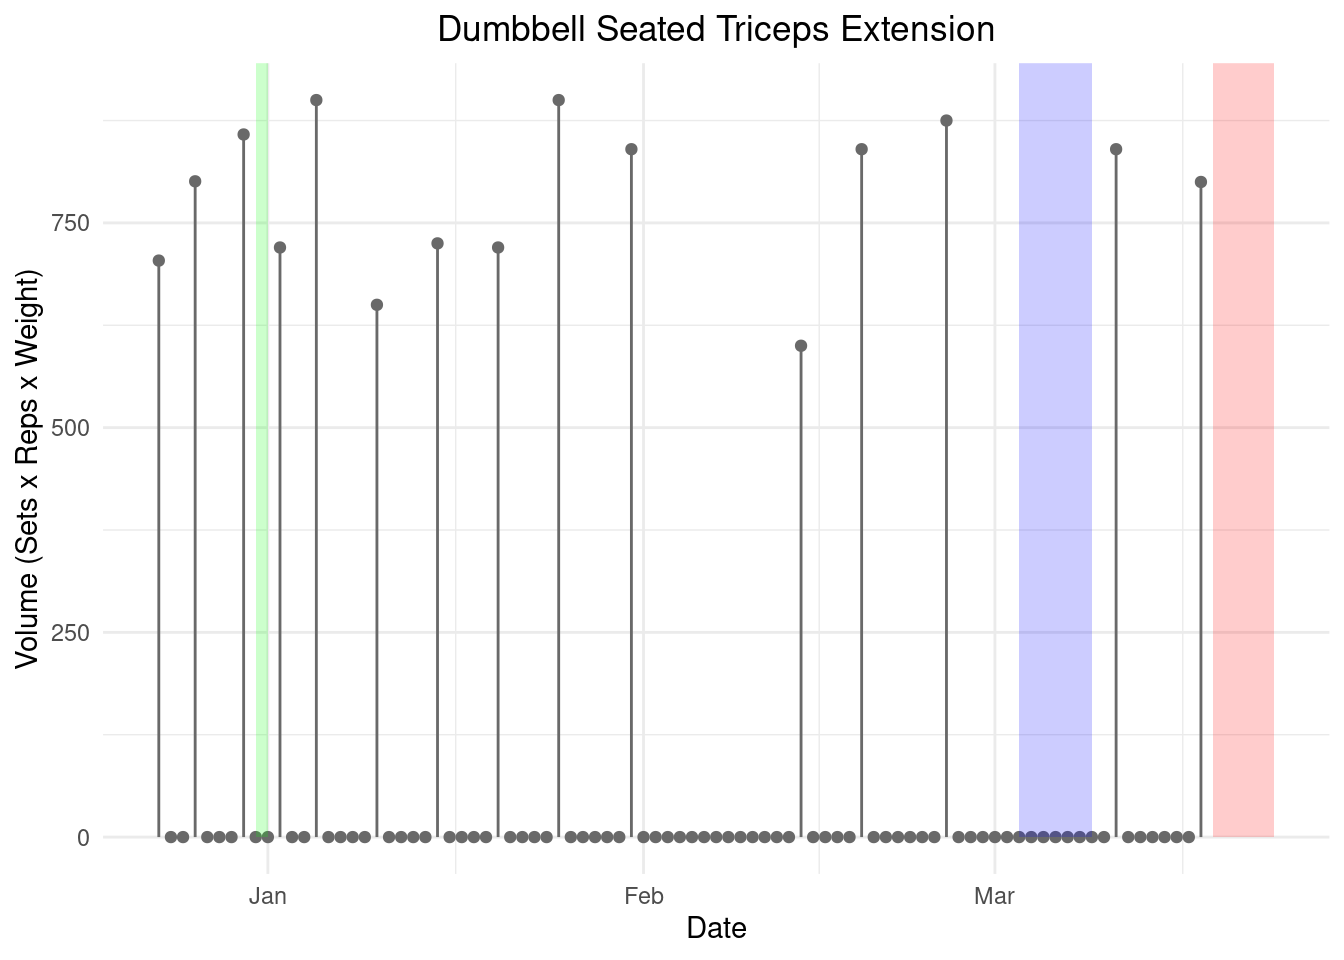 Dumbbell Seated Triceps Extension
Volume (Sets x Reps x Weight)
750
500
250
0
Jan Feb Mar
Date